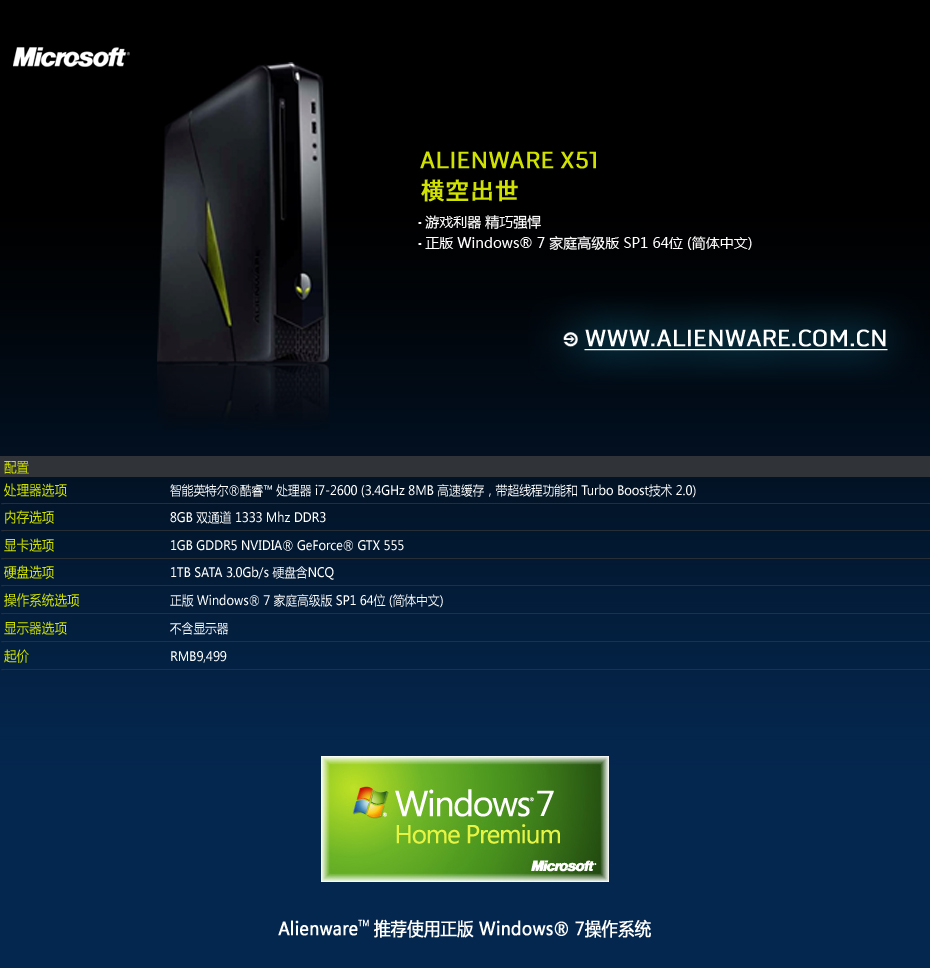 Microsoft®
ALIENWARE X51
横空出世
- 游戏利器 精巧强悍
- 正版 Windows® 7 家庭高级版 SP1 64位 (简体中文)
WWW.ALIENWARE.COM.CN
配置
处理器选项 智能英特尔®酷睿™ 处理器 i7-2600 (3.4GHz 8MB 高速缓存，带超线程功能和 Turbo Boost技术 2.0)
内存选项 8GB 双通道 1333 Mhz DDR3
显卡选项 1GB GDDR5 NVIDIA® GeForce® GTX 555
硬盘选项 1TB SATA 3.0Gb/s 硬盘含NCQ
操作系统选项 正版 Windows® 7 家庭高级版 SP1 64位 (简体中文)
显示器选项 不含显示器
起价 RMB9,499
Windows® 7
Home Premium
Microsoft®
Alienware™ 推荐使用正版 Windows® 7操作系统